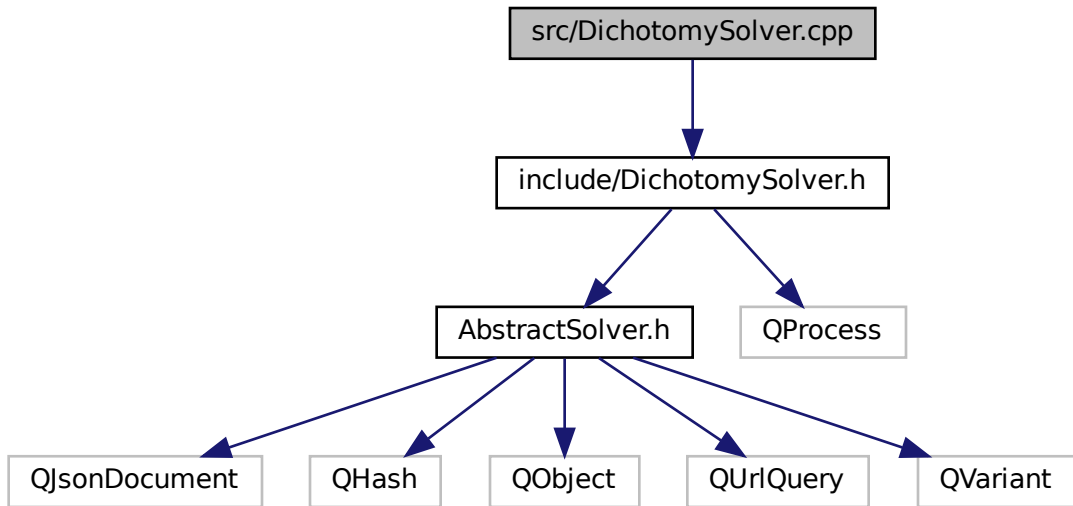 src/DichotomySolver.cpp
include/DichotomySolver.h
AbstractSolver.h
QProcess
QJsonDocument
QHash
QObject
QUrlQuery
QVariant